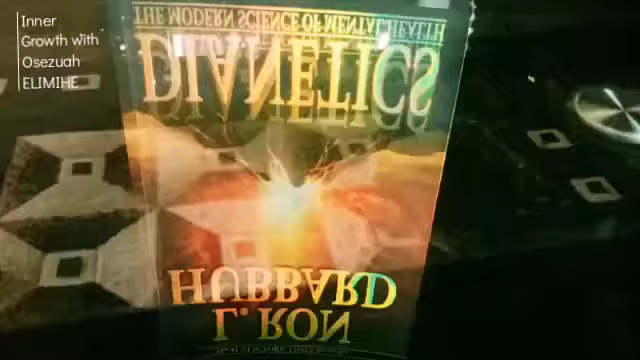 Inner
Growth with
Osezuah
ELIMIHE
THE MODERN SCIENCE OF MENTAL HEALTH
DIANETICS
HUBBARD
L. RON